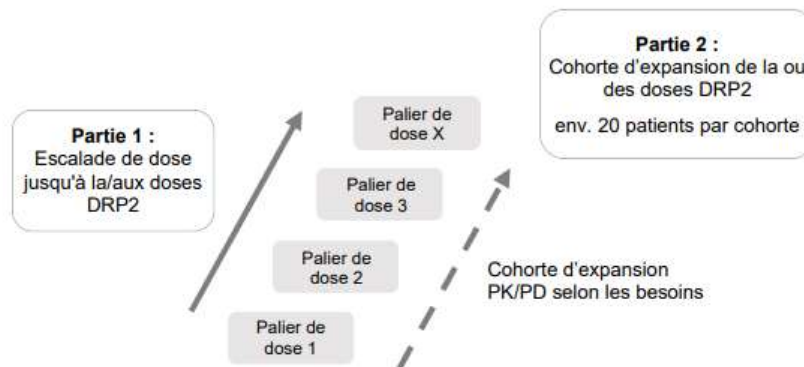 Partie 1 :
Escalade de dose
jusqu'à la/aux doses
DRP2
Palier de
dose X
Palier de
dose 3
Palier de
dose 2
Palier de
dose 1
Partie 2 :
Cohorte d'expansion de la ou
des doses DRP2
env. 20 patients par cohorte
Cohorte d'expansion
PK/PD selon les besoins